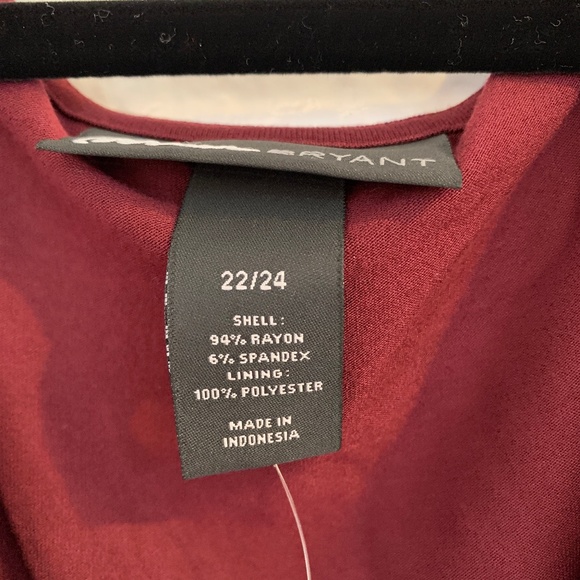 BRYANT
22/24
SHELL:
94% RAYON
6% SPANDEX
LINING:
100% POLYESTER
MADE IN
INDONESIA